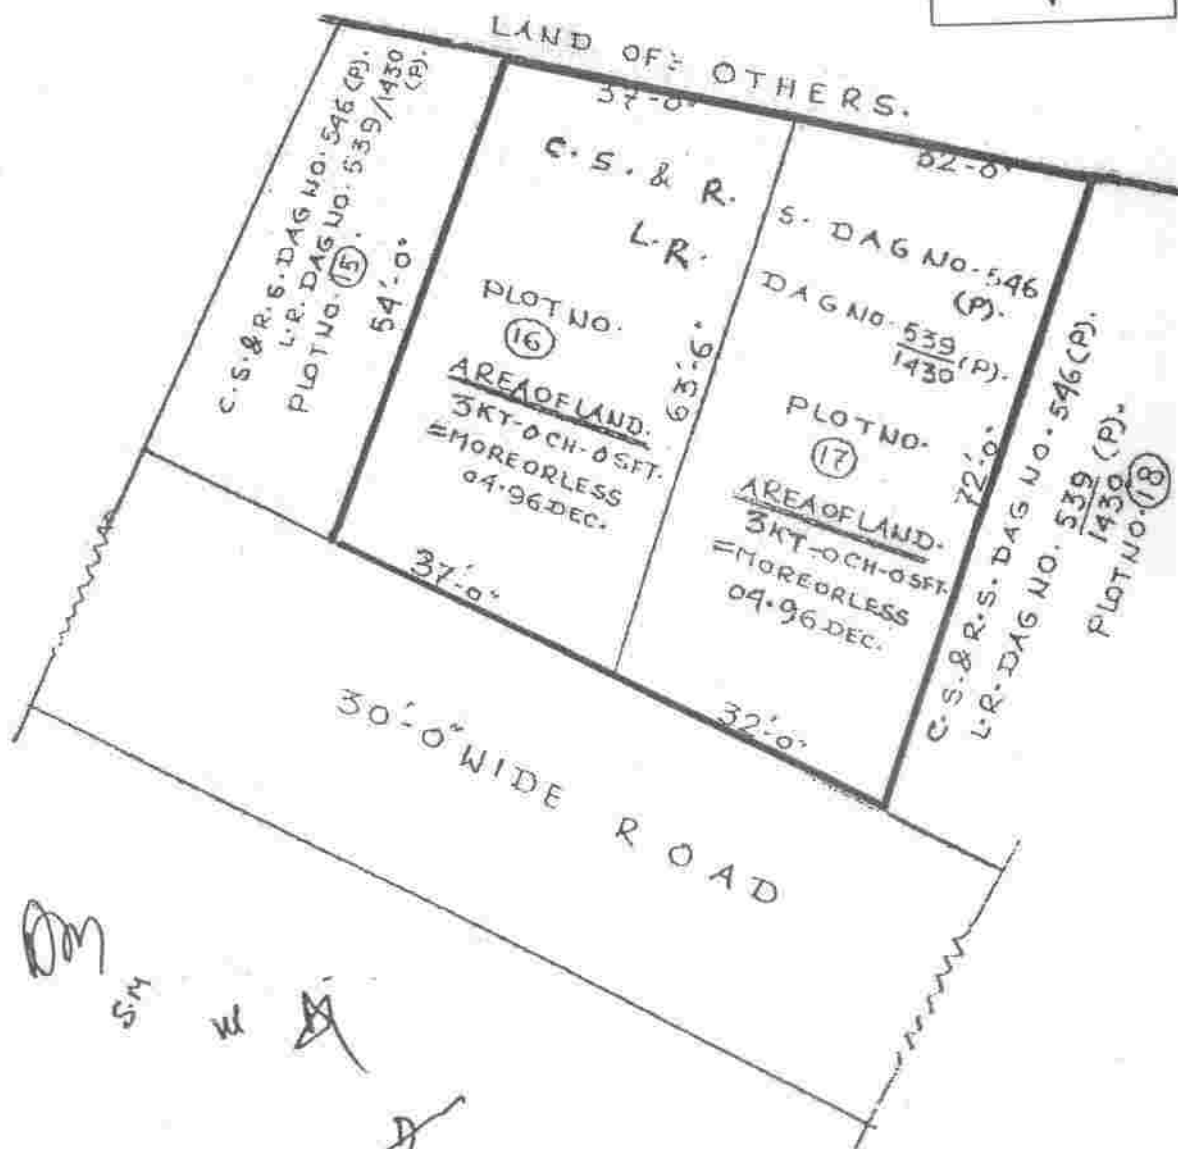 LAND OF: OTHERS.
37-0"
32-0"
C.S.&R.S.DAG NO.546(P).
L.R.DAG NO.539/1430
(P).
PLOT NO.15.
54'-0"
C.S.&R.
L.R.
S. DAG NO.546
(P).
DAG NO.539/1430(P).
PLOT NO.
16
AREA OF LAND.
3KT-0CH-0SFT.
=MORE OR LESS
04.96 DEC.
63'-6"
PLOT NO.
17
AREA OF LAND.
3KT-0CH-0SFT.
=MORE OR LESS
04.96 DEC.
72'-0"
C.S.&R.S.DAG NO.546(P).
L.R.DAG NO.539/1430(P).
PLOT NO.18
37'-0"
32'-0"
30'-0" WIDE ROAD